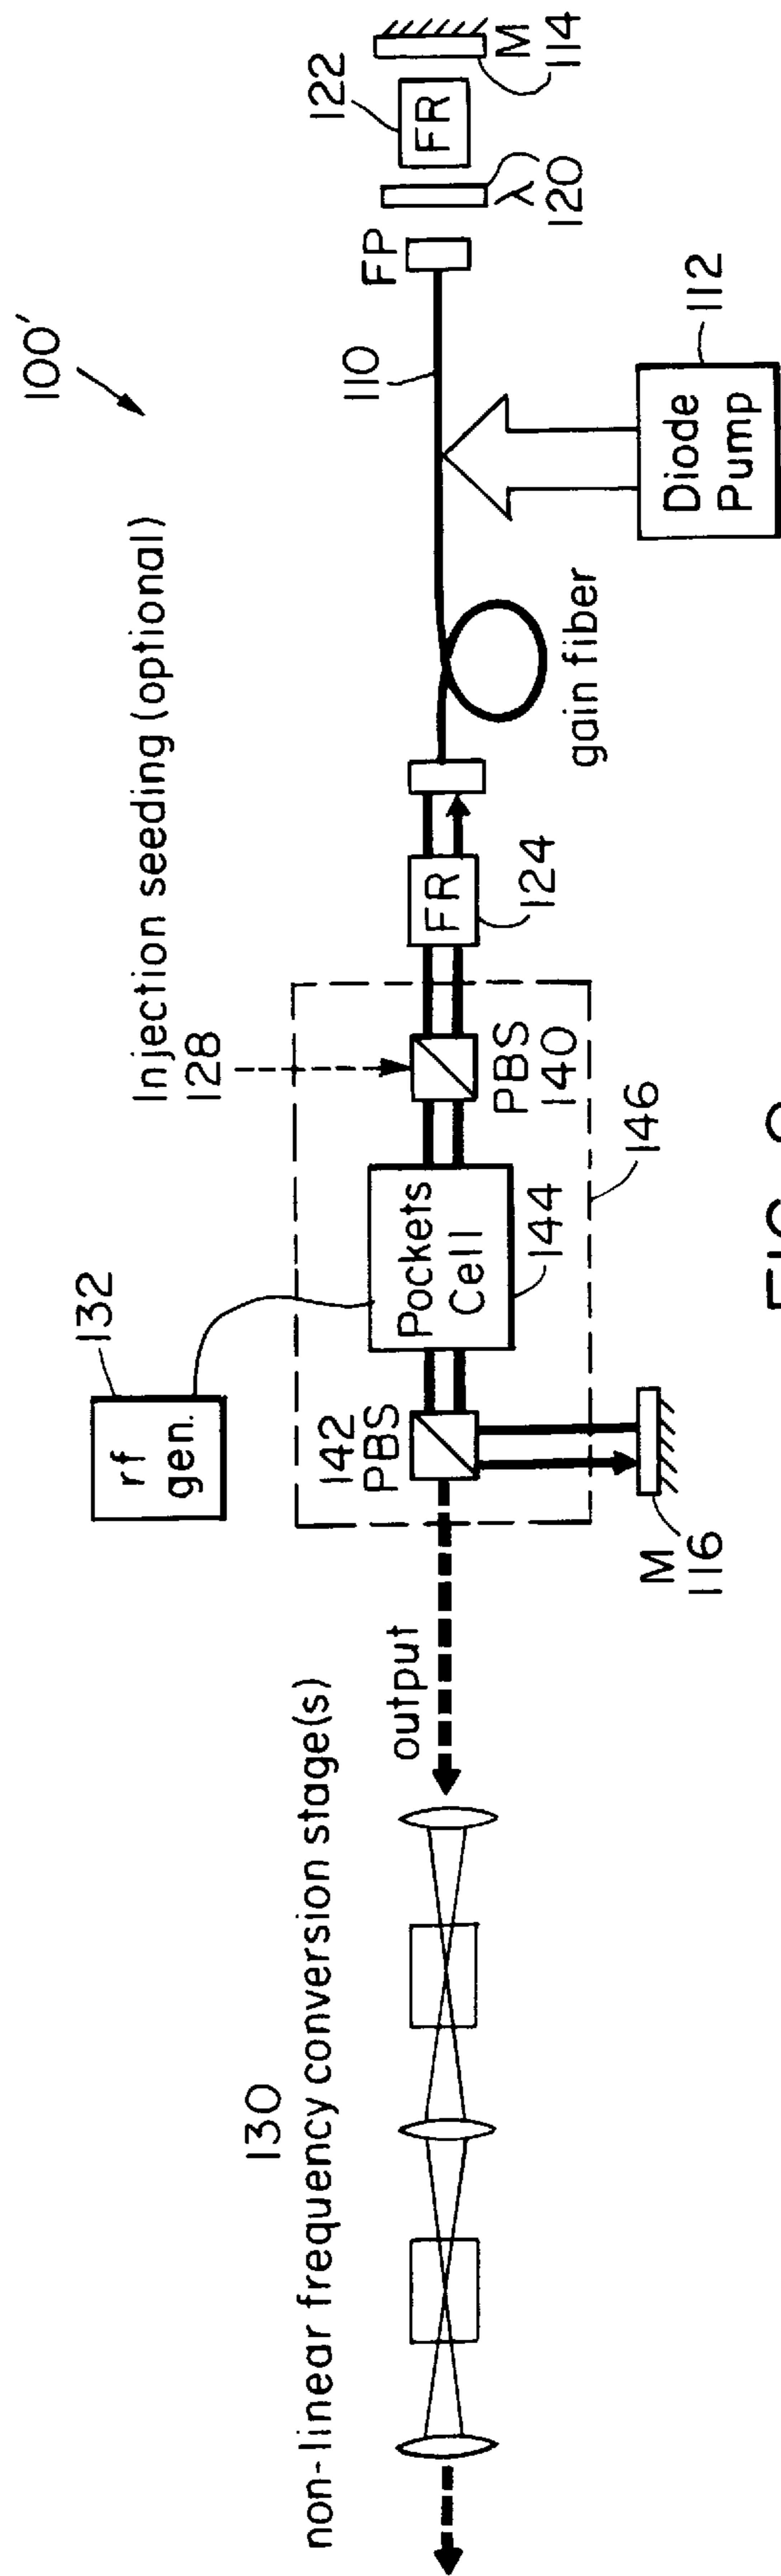 100'
Injection seeding (optional)
128
132
rf
gen.
130
non-linear frequency conversion stage(s)
output
142
PBS
Pockets
Cell
144
PBS
140
FR
124
110
FP
λ
120
122
FR
M
114
gain fiber
Diode
Pump
112
M
116
146
FIG.